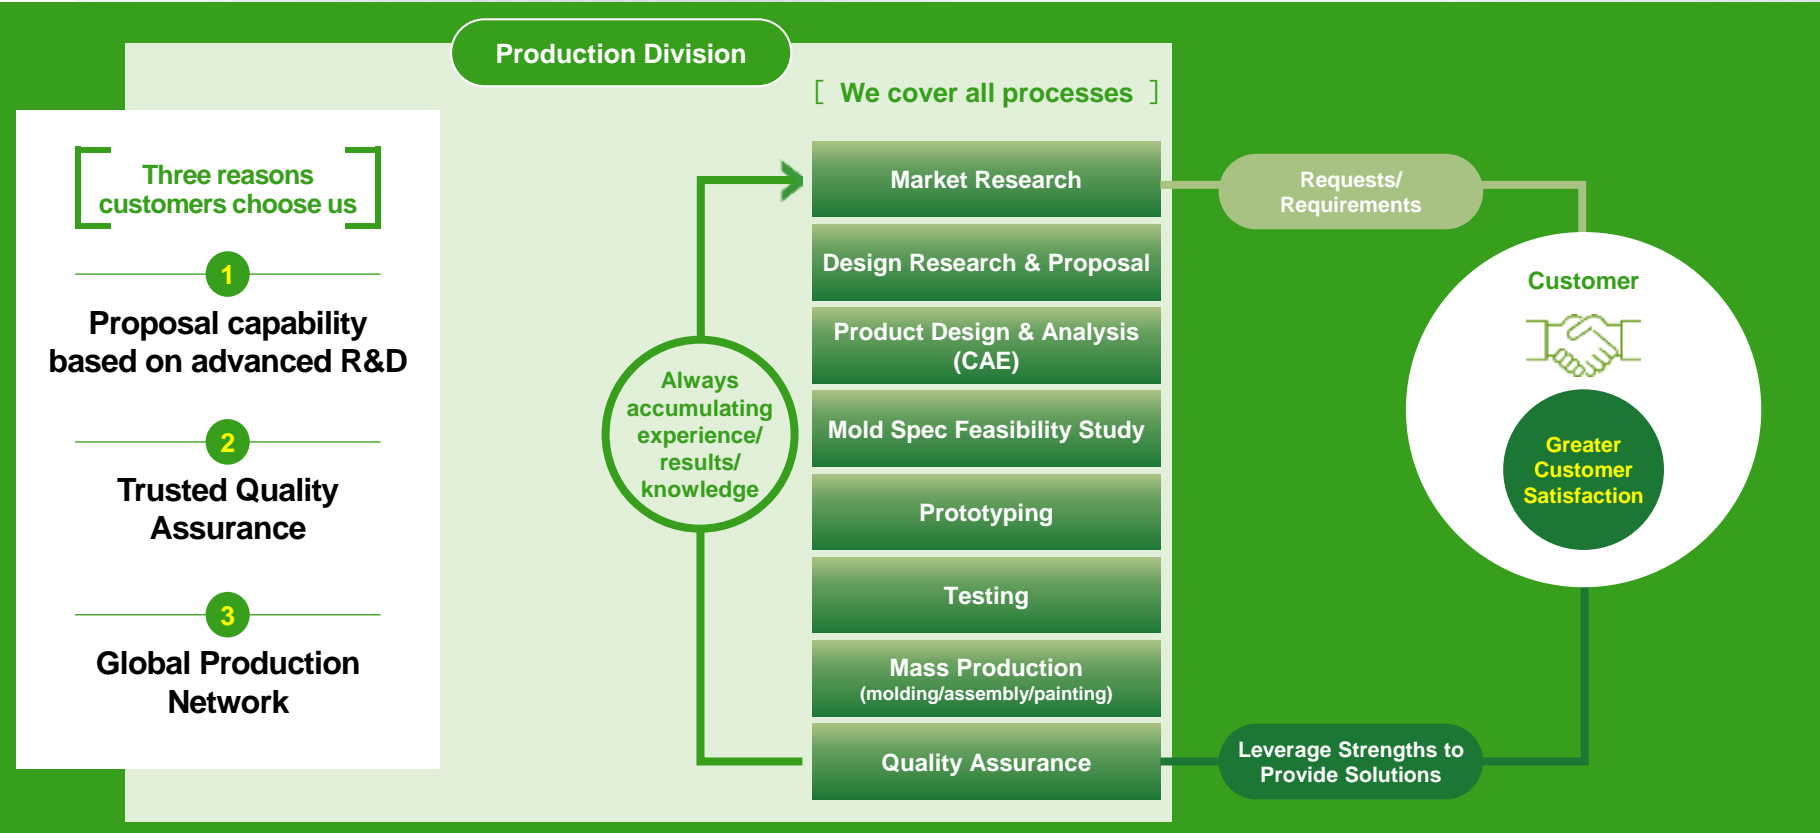 Production Division
[ We cover all processes ]
Three reasons
customers choose us
1
Proposal capability
based on advanced R&D
2
Trusted Quality
Assurance
3
Global Production
Network
Always
accumulating
experience/
results/
knowledge
Market Research
Design Research & Proposal
Product Design & Analysis
(CAE)
Mold Spec Feasibility Study
Prototyping
Testing
Mass Production
(molding/assembly/painting)
Quality Assurance
Requests/
Requirements
Customer
Greater
Customer
Satisfaction
Leverage Strengths to
Provide Solutions